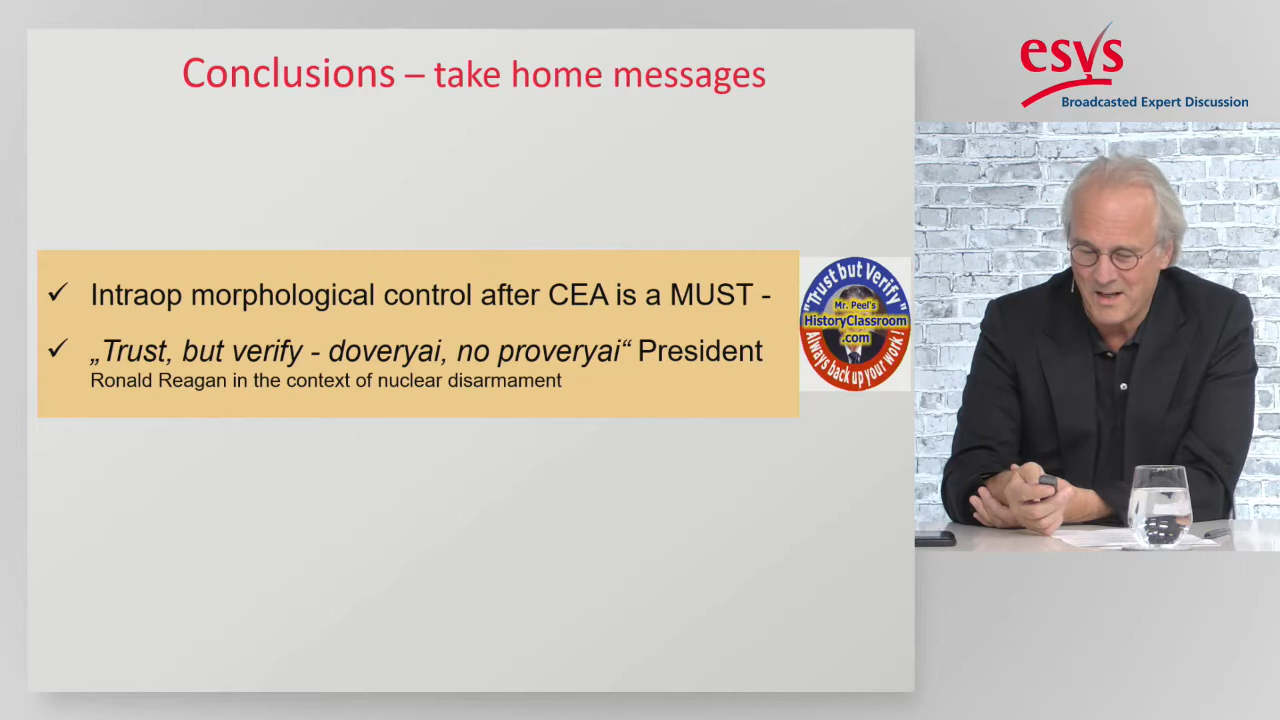 Conclusions – take home messages
esvs
Broadcasted Expert Discussion
✓ Intraop morphological control after CEA is a MUST -
✓ „Trust, but verify - doveryai, no proveryai“ President
Ronald Reagan in the context of nuclear disarmament
"Trust but Verify"
Mr. Peel's
HistoryClassroom
.com
Always back up your work!